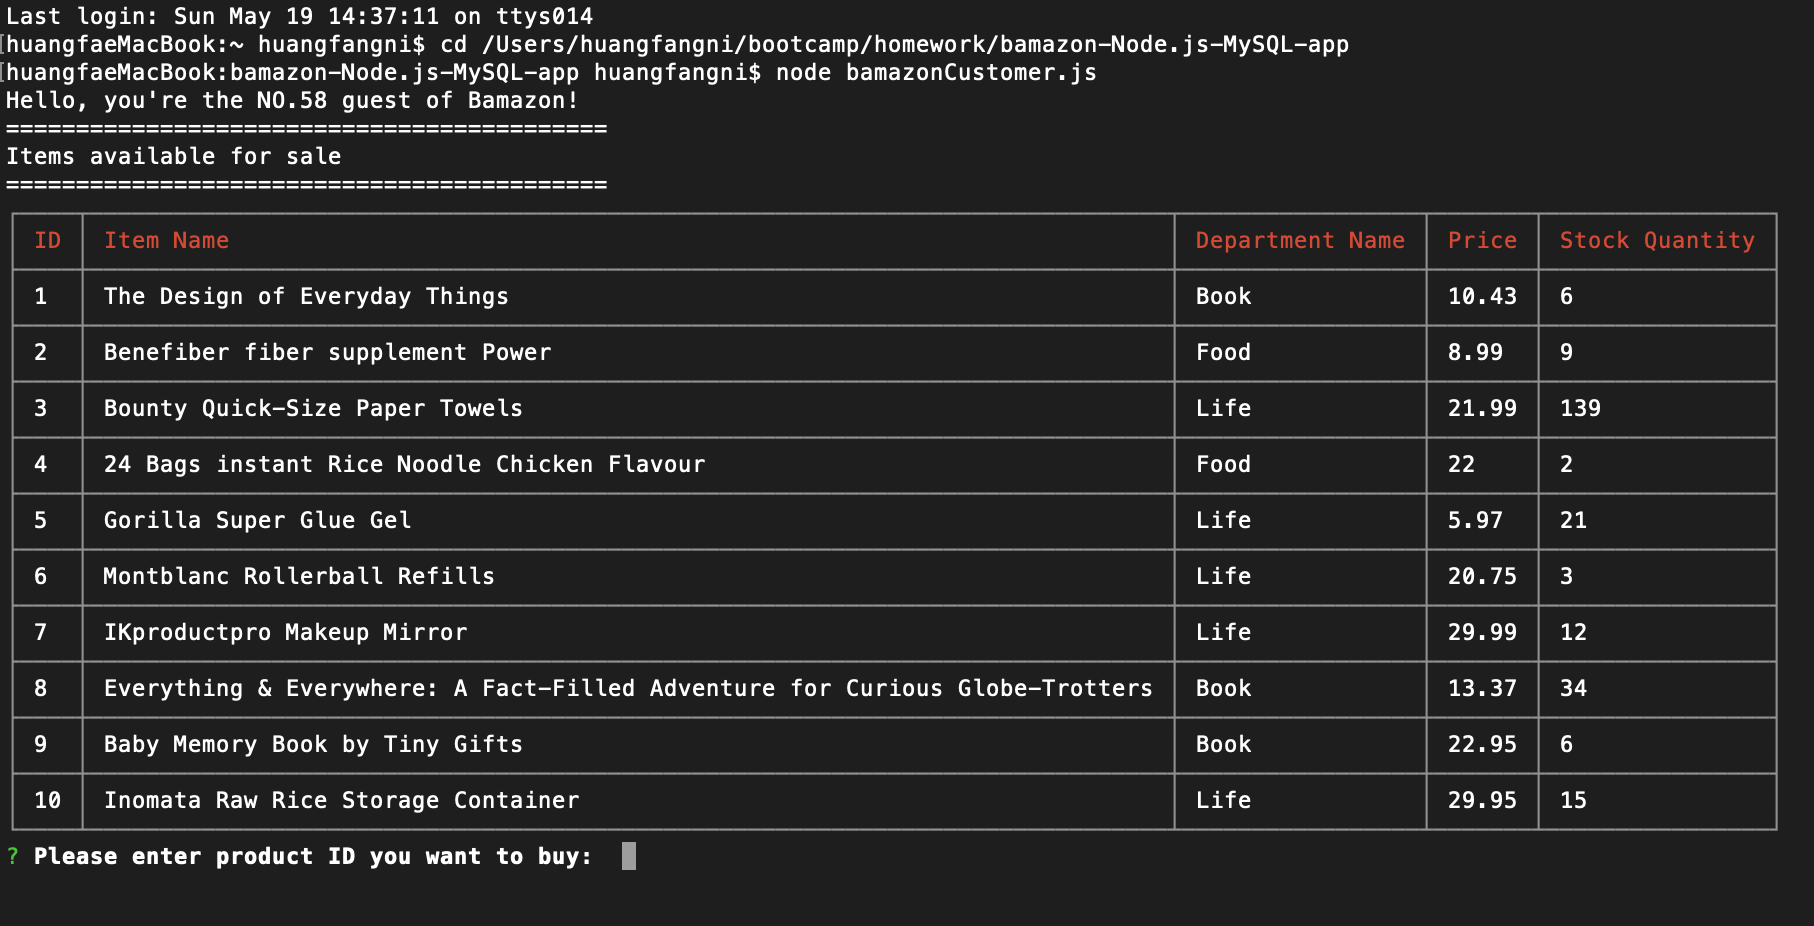 Last login: Sun May 19 14:37:11 on ttys014
[huangfaeMacBook:~ huangfangni$ cd /Users/huangfangni/bootcamp/homework/bamazon-Node.js-MySQL-app
[huangfaeMacBook:bamazon-Node.js-MySQL-app huangfangni$ node bamazonCustomer.js
Hello, you're the NO.58 guest of Bamazon!
===========================================
Items available for sale
===========================================
ID Item Name Department Name Price Stock Quantity
1 The Design of Everyday Things Book 10.43 6
2 Benefiber fiber supplement Power Food 8.99 9
3 Bounty Quick-Size Paper Towels Life 21.99 139
4 24 Bags instant Rice Noodle Chicken Flavour Food 22 2
5 Gorilla Super Glue Gel Life 5.97 21
6 Montblanc Rollerball Refills Life 20.75 3
7 IKproductpro Makeup Mirror Life 29.99 12
8 Everything & Everywhere: A Fact-Filled Adventure for Curious Globe-Trotters Book 13.37 34
9 Baby Memory Book by Tiny Gifts Book 22.95 6
10 Inomata Raw Rice Storage Container Life 29.95 15
? Please enter product ID you want to buy: